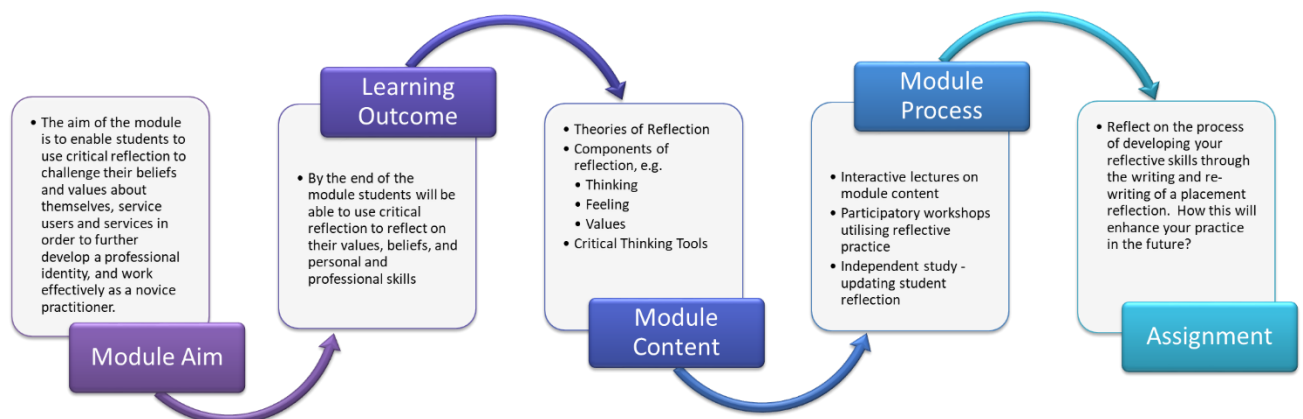 • The aim of the module
is to enable students to
use critical reflection to
challenge their beliefs
and values about
themselves, service
users and services in
order to further
develop a professional
identity, and work
effectively as a novice
practitioner.
Module Aim
Learning
Outcome
• By the end of the
module students will be
able to use critical
reflection to reflect on
their values, beliefs, and
personal and
professional skills
• Theories of Reflection
• Components of
reflection, e.g.
• Thinking
• Feeling
• Values
• Critical Thinking Tools
Module
Content
Module
Process
• Interactive lectures on
module content
• Participatory workshops
utilising reflective
practice
• Independent study -
updating student
reflection
• Reflect on the process
of developing your
reflective skills through
the writing and re-
writing of a placement
reflection. How this will
enhance your practice
in the future?
Assignment